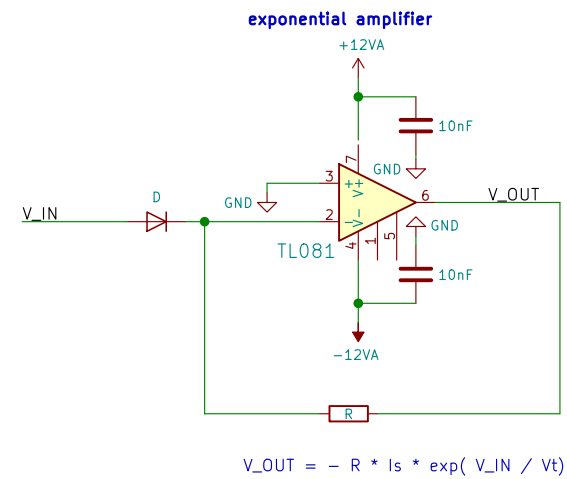 exponential amplifier
+12VA
10nF
7
GND
3
+
V+
6
V_OUT
GND
D
V_IN
2
-
V-
GND
TL081
4
1
5
10nF
-12VA
R
V_OUT = - R * Is * exp( V_IN / Vt)